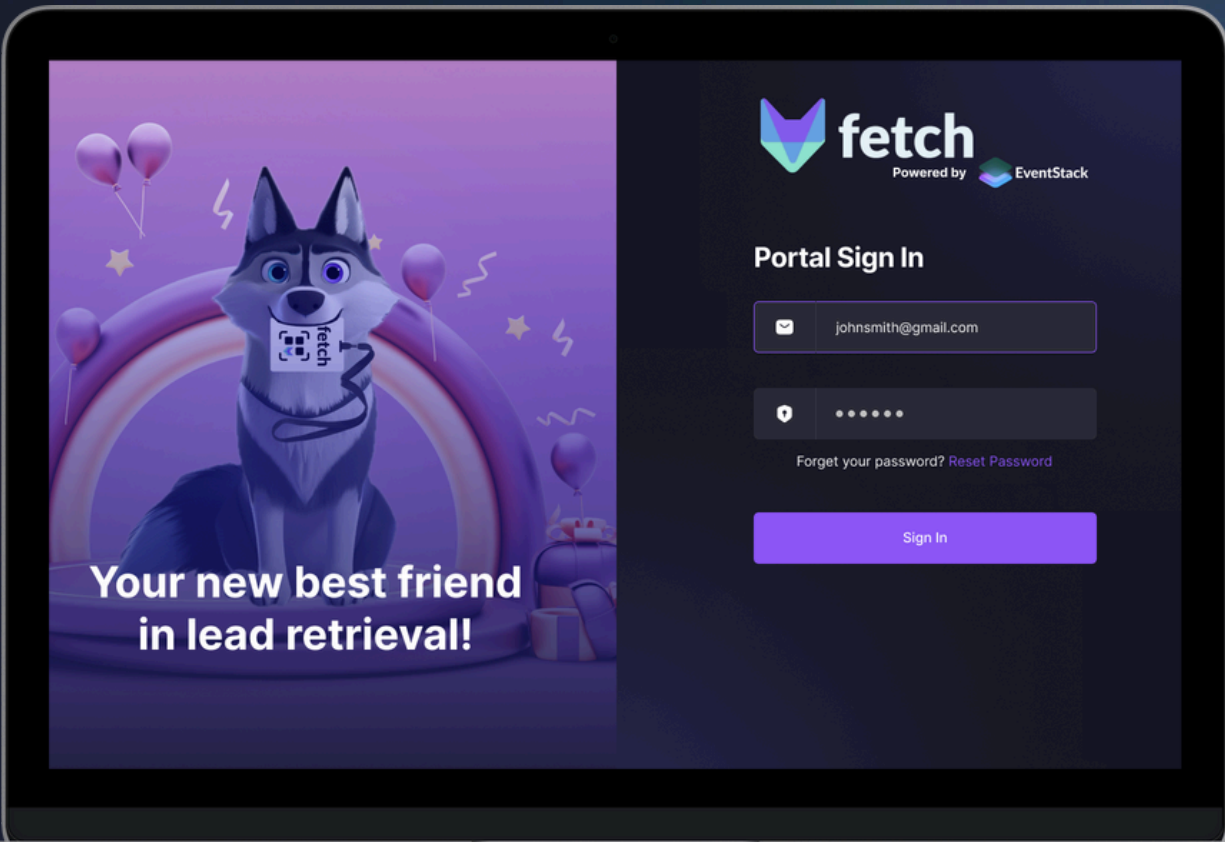 fetch
Your new best friend
in lead retrieval!
fetch
Powered by EventStack
Portal Sign In
johnsmith@gmail.com
Forget your password? Reset Password
Sign In